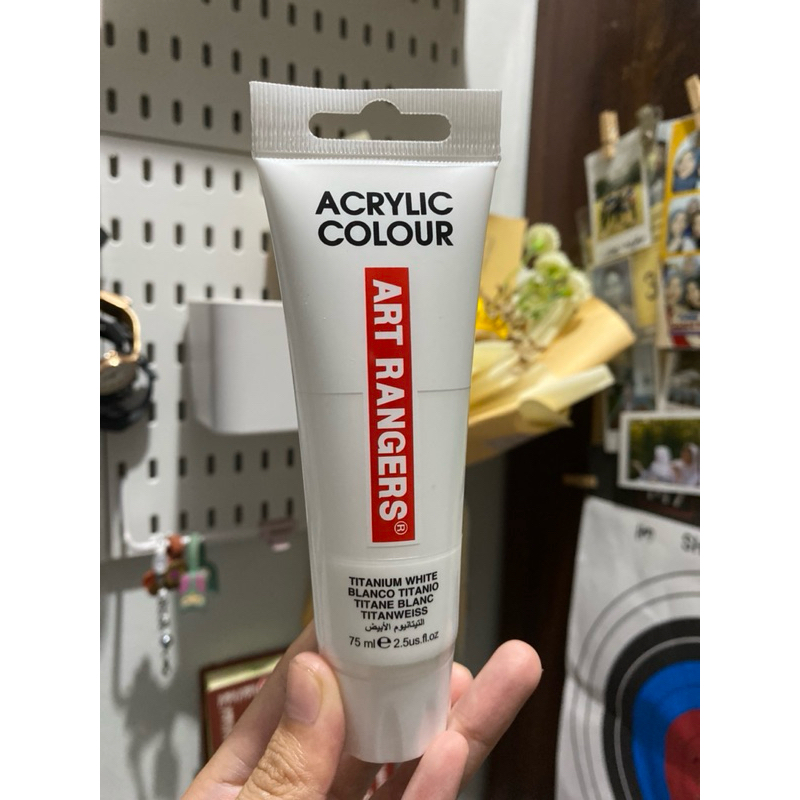 ACRYLIC
COLOUR
ART RANGERS®
TITANIUM WHITE
BLANCO TITANIO
TITANE BLANC
TITANWEISS
التيتانيوم الأبيض
75 ml℮2.5us.fl.oz